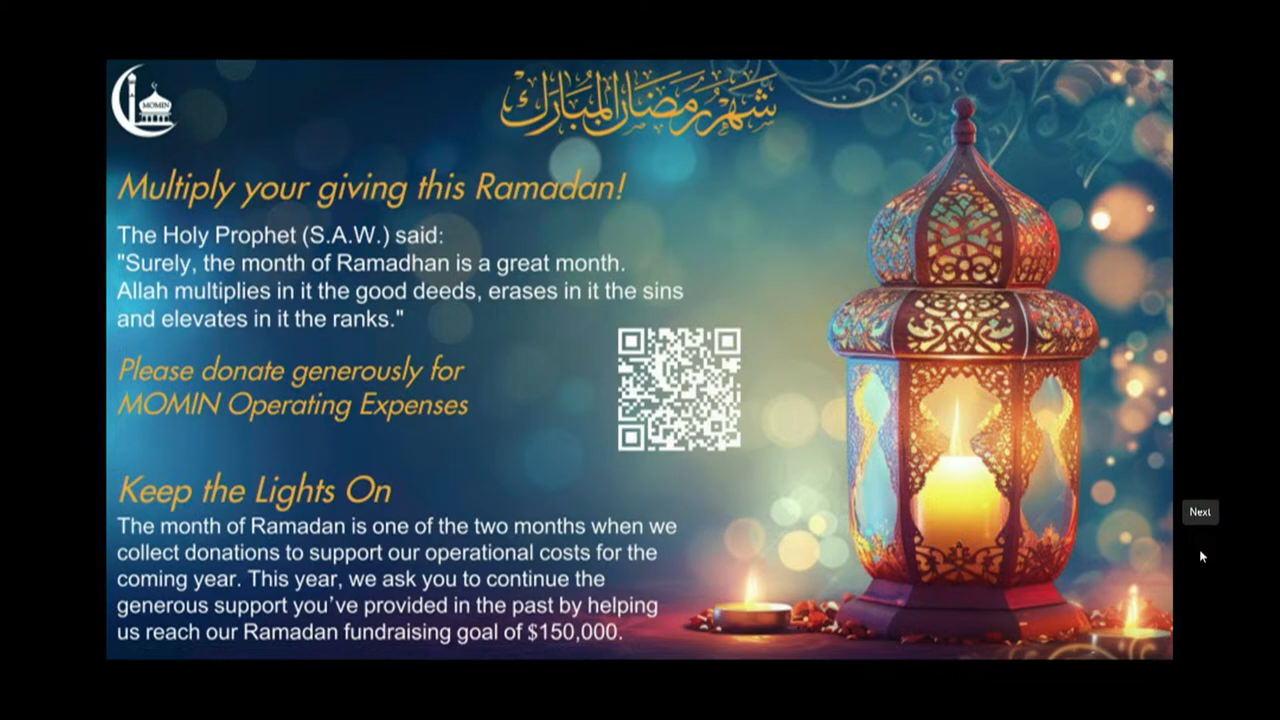 MOMIN
شَهْرُ رَمَضَان المُبَارَك
Multiply your giving this Ramadan!
The Holy Prophet (S.A.W.) said:
"Surely, the month of Ramadhan is a great month.
Allah multiplies in it the good deeds, erases in it the sins
and elevates in it the ranks."
Please donate generously for
MOMIN Operating Expenses
Keep the Lights On
The month of Ramadan is one of the two months when we
collect donations to support our operational costs for the
coming year. This year, we ask you to continue the
generous support you’ve provided in the past by helping
us reach our Ramadan fundraising goal of $150,000.
Next